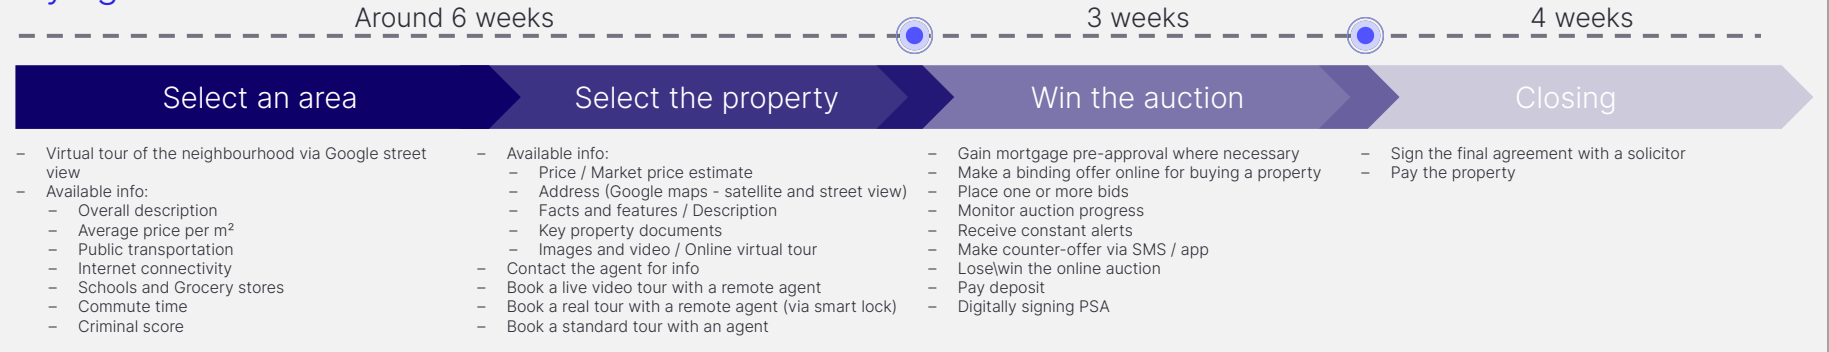 Around 6 weeks
3 weeks
4 weeks
Select an area
Select the property
Win the auction
Closing
– Virtual tour of the neighbourhood via Google street
view
– Available info:
– Overall description
– Average price per m²
– Public transportation
– Internet connectivity
– Schools and Grocery stores
– Commute time
– Criminal score
– Available info:
– Price / Market price estimate
– Address (Google maps - satellite and street view)
– Facts and features / Description
– Key property documents
– Images and video / Online virtual tour
– Contact the agent for info
– Book a live video tour with a remote agent
– Book a real tour with a remote agent (via smart lock)
– Book a standard tour with an agent
– Gain mortgage pre-approval where necessary
– Make a binding offer online for buying a property
– Place one or more bids
– Monitor auction progress
– Receive constant alerts
– Make counter-offer via SMS / app
– Lose\win the online auction
– Pay deposit
– Digitally signing PSA
– Sign the final agreement with a solicitor
– Pay the property